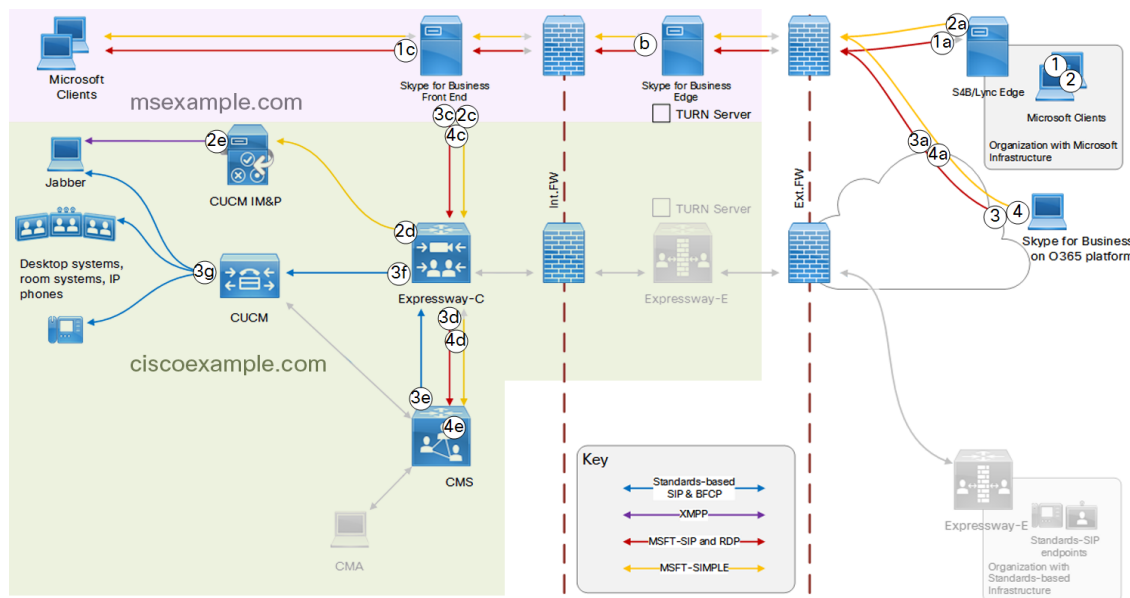 1c
b
2a
1a
1
2
Microsoft
Clients
Skype for Business
Front End
Skype for Business
Edge
S4B/Lync Edge
Microsoft Clients
Organization with Microsoft
Infrastructure
msexample.com
TURN Server
3c
2c
4c
2e
Jabber
CUCM IM&P
Int.FW
Ext.FW
3a
4a
TURN Server
3
4
Skype for Business
on O365 platform
2d
3g
3f
Desktop systems,
room systems, IP
phones
CUCM
Expressway-C
Expressway-E
3d
4d
ciscoexample.com
3e
4e
CMS
CMA
Key
Standards-based
SIP & BFCP
XMPP
MSFT-SIP and RDP
MSFT-SIMPLE
Expressway-E
Standards-SIP
endpoints
Organization with
Standards-based
Infrastructure